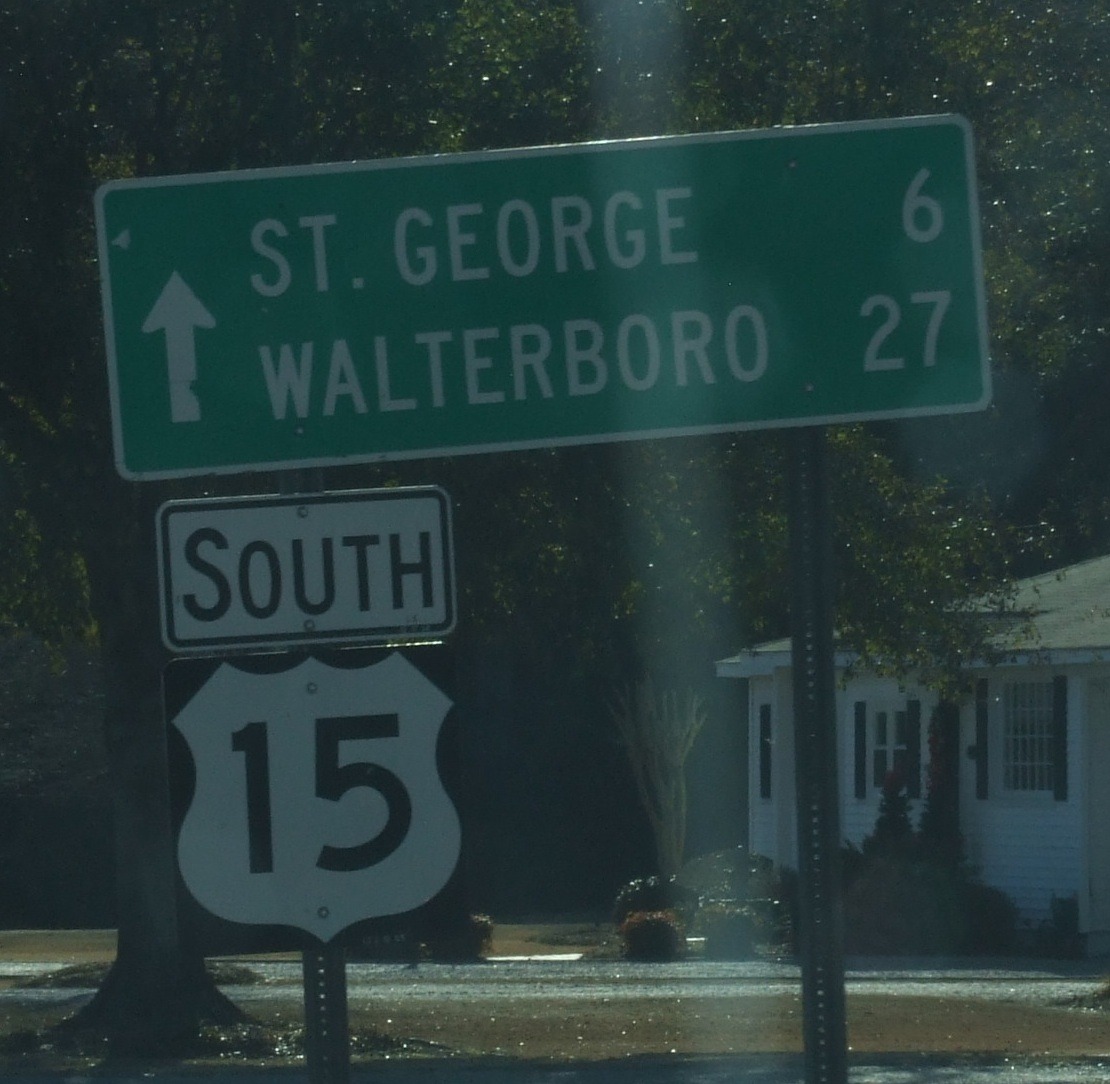 ST. GEORGE 6
WALTERBORO 27
SOUTH
15